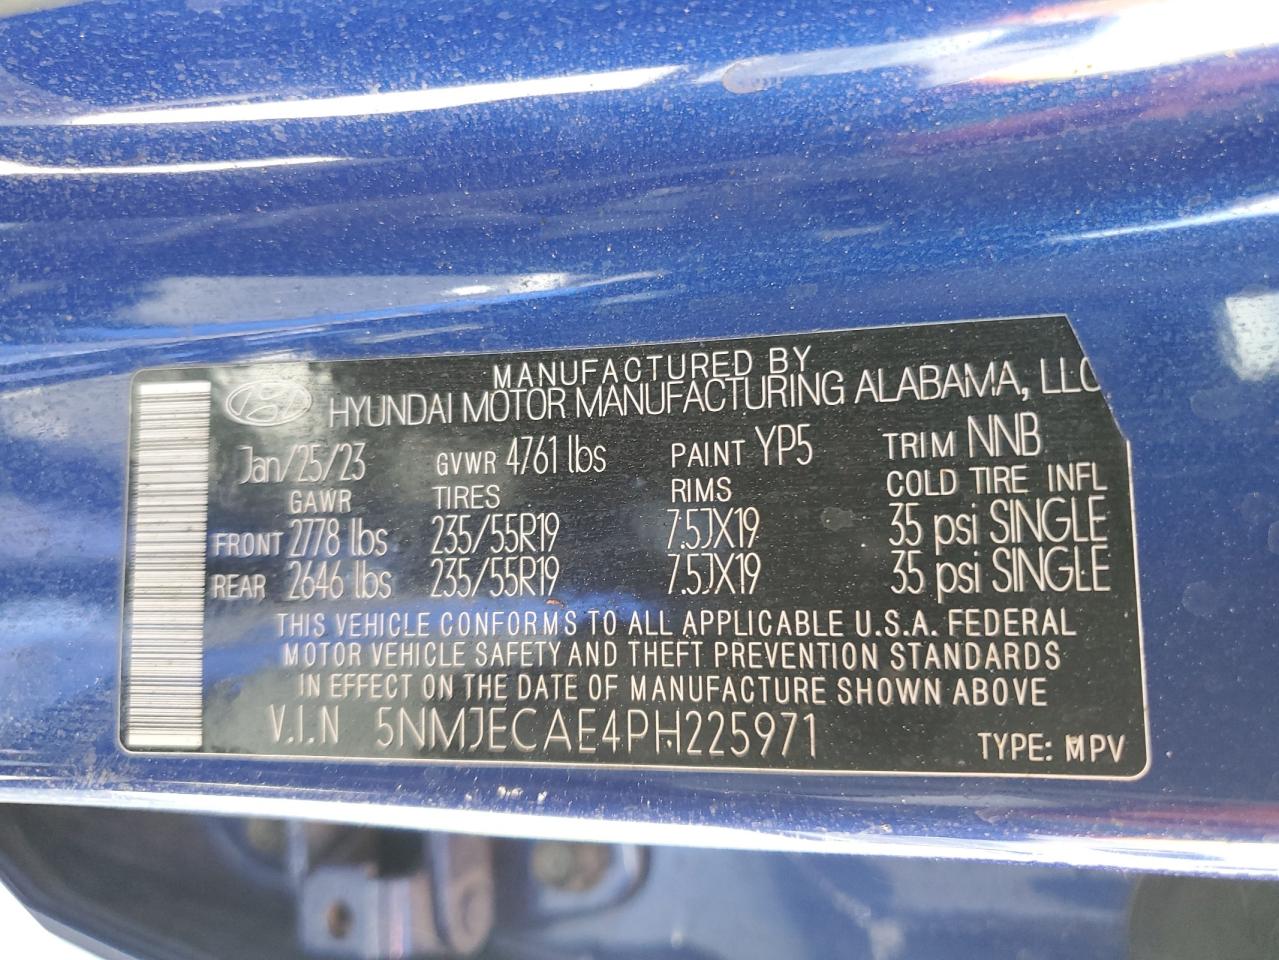 MANUFACTURED BY
HYUNDAI MOTOR MANUFACTURING ALABAMA, LLC
Jan/25/23 GVWR 4761 lbs PAINT YP5 TRIM NNB
GAWR TIRES RIMS COLD TIRE INFL
FRONT 2778 lbs 235/55R19 7.5JX19 35 psi SINGLE
REAR 2646 lbs 235/55R19 7.5JX19 35 psi SINGLE
THIS VEHICLE CONFORMS TO ALL APPLICABLE U.S.A. FEDERAL
MOTOR VEHICLE SAFETY AND THEFT PREVENTION STANDARDS
IN EFFECT ON THE DATE OF MANUFACTURE SHOWN ABOVE
V.I.N 5NMJECAE4PH225971 TYPE: MPV